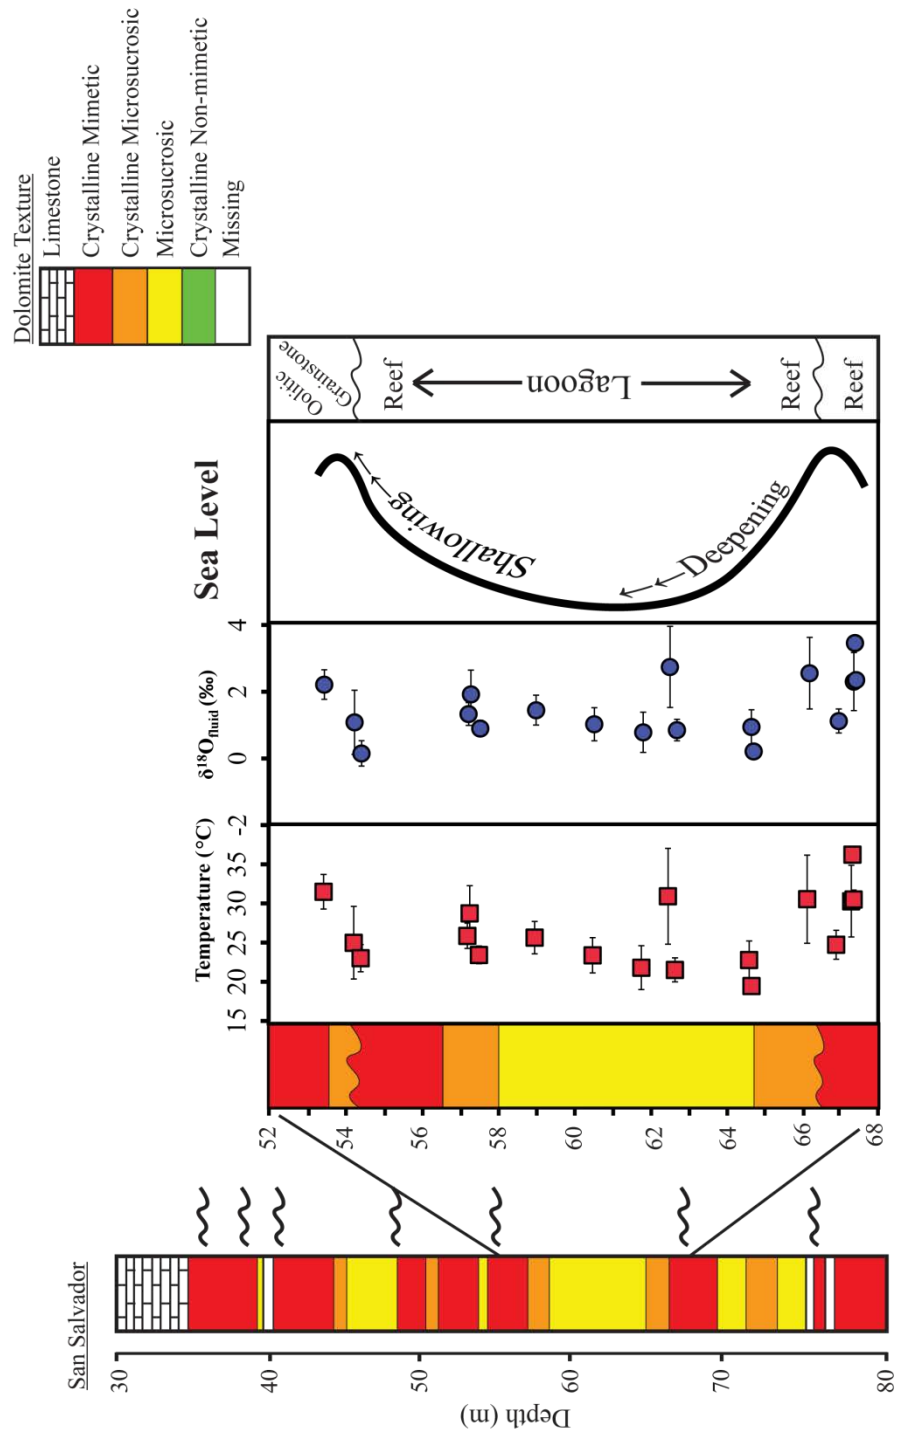 San Salvador
Depth (m)
30
40
50
60
70
80
52
54
56
58
60
62
64
66
68
Temperature (°C)
15
20
25
30
35
δ¹⁸O_fluid (‰)
-2
0
2
4
Sea Level
Shallowing
Deepening
Oolitic
Grainstone
Reef
Lagoon
Reef
Reef
Dolomite Texture
Limestone
Crystalline Mimetic
Crystalline Microsucrosic
Microsucrosic
Crystalline Non-mimetic
Missing